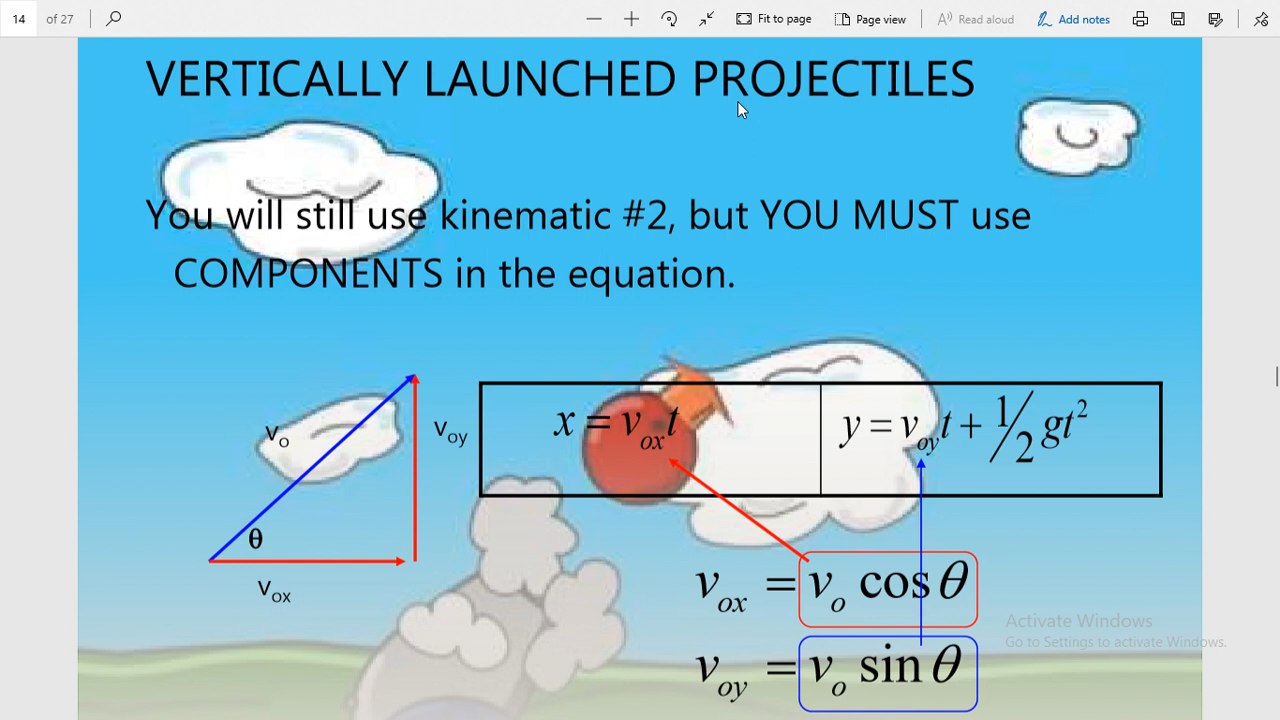 14 of 27 Fit to page Page view Read aloud Add notes
VERTICALLY LAUNCHED PROJECTILES
You will still use kinematic #2, but YOU MUST use
COMPONENTS in the equation.
vo
voy
θ
vox
x = voxt
y = voyt + 1/2 gt²
vox = vo cos θ
voy = vo sin θ
Activate Windows
Go to Settings to activate Windows.